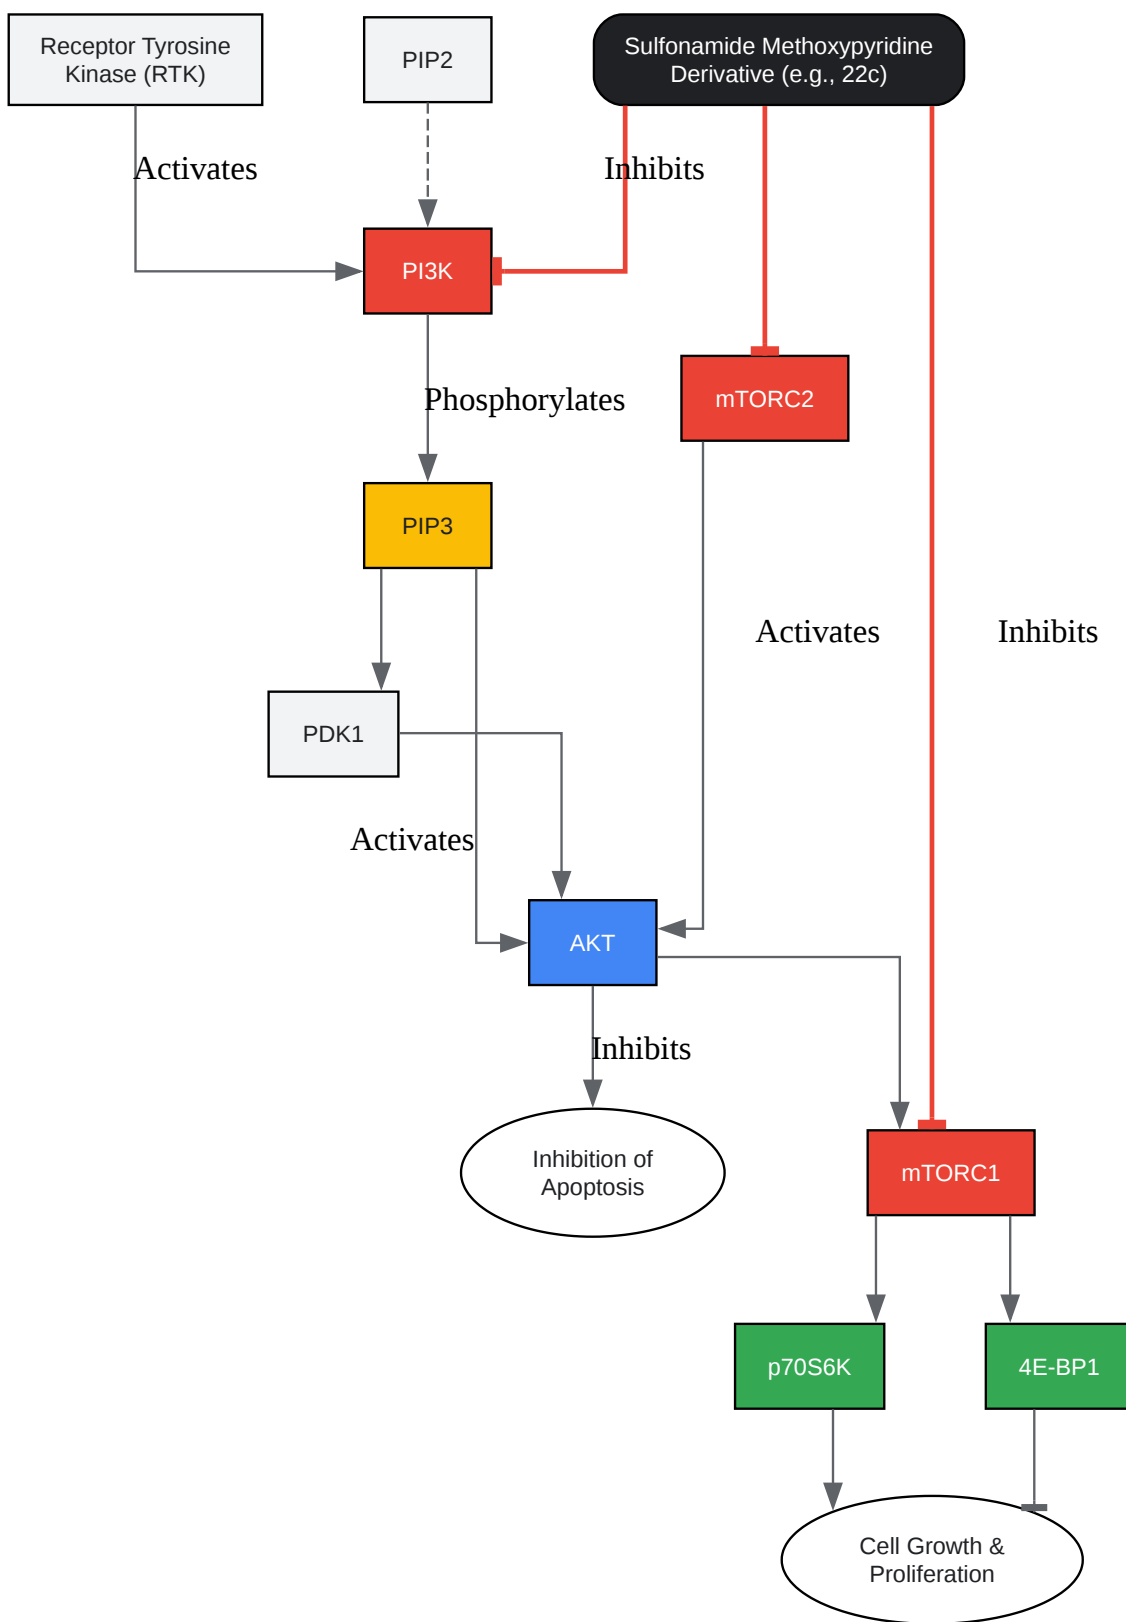 Receptor Tyrosine
Kinase (RTK)
PIP2
Sulfonamide Methoxypyridine
Derivative (e.g., 22c)
Activates
Inhibits
PI3K
Phosphorylates
mTORC2
PIP3
Activates
Inhibits
PDK1
Activates
AKT
Inhibits
Inhibition of
Apoptosis
mTORC1
p70S6K
4E-BP1
Cell Growth &
Proliferation